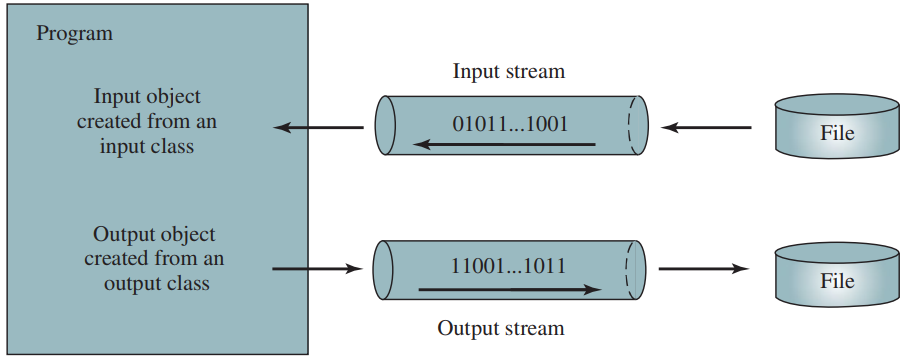 Program
Input object
created from an
input class
Input stream
01011...1001
File
Output object
created from an
output class
11001...1011
Output stream
File